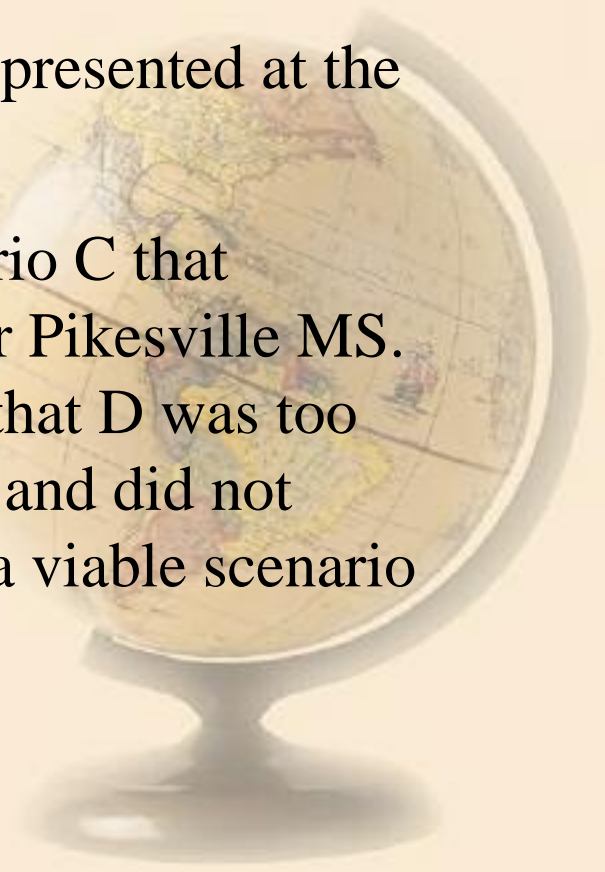 presented at the
rio C that
r Pikesville MS.
that D was too
and did not
a viable scenario